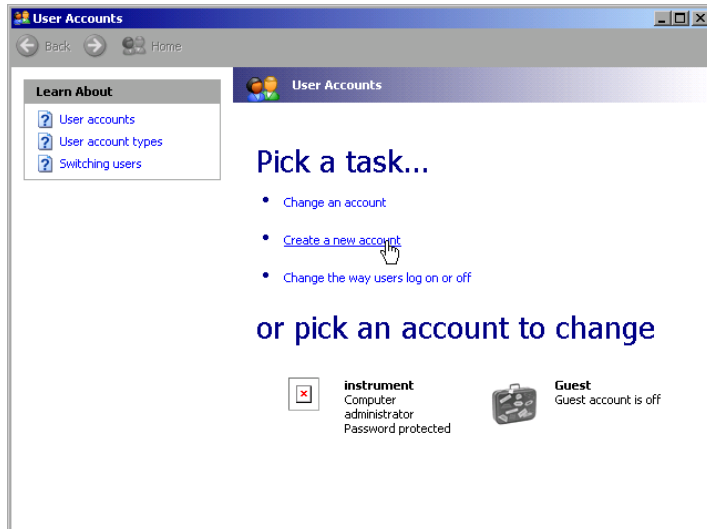 User Accounts
Back Home
Learn About
User accounts
User account types
Switching users
User Accounts
Pick a task...
Change an account
Create a new account
Change the way users log on or off
or pick an account to change
instrument
Computer
administrator
Password protected
Guest
Guest account is off